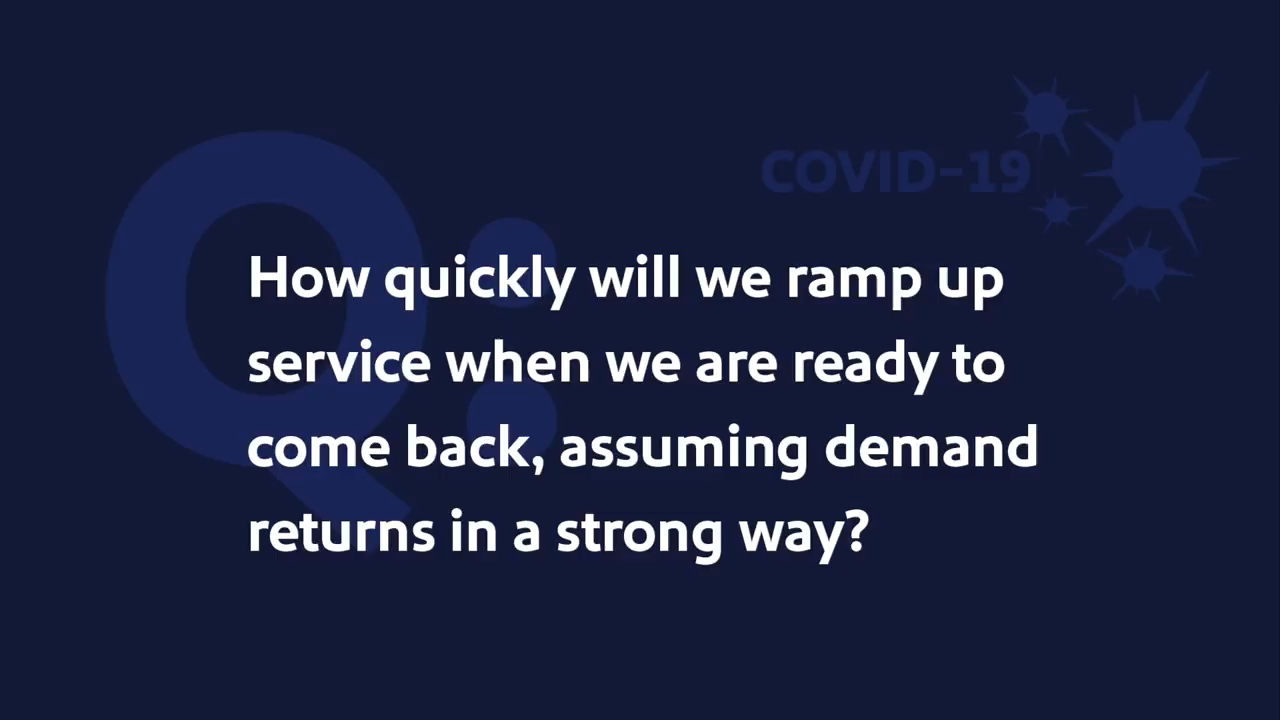 COVID-19
Q:
How quickly will we ramp up
service when we are ready to
come back, assuming demand
returns in a strong way?